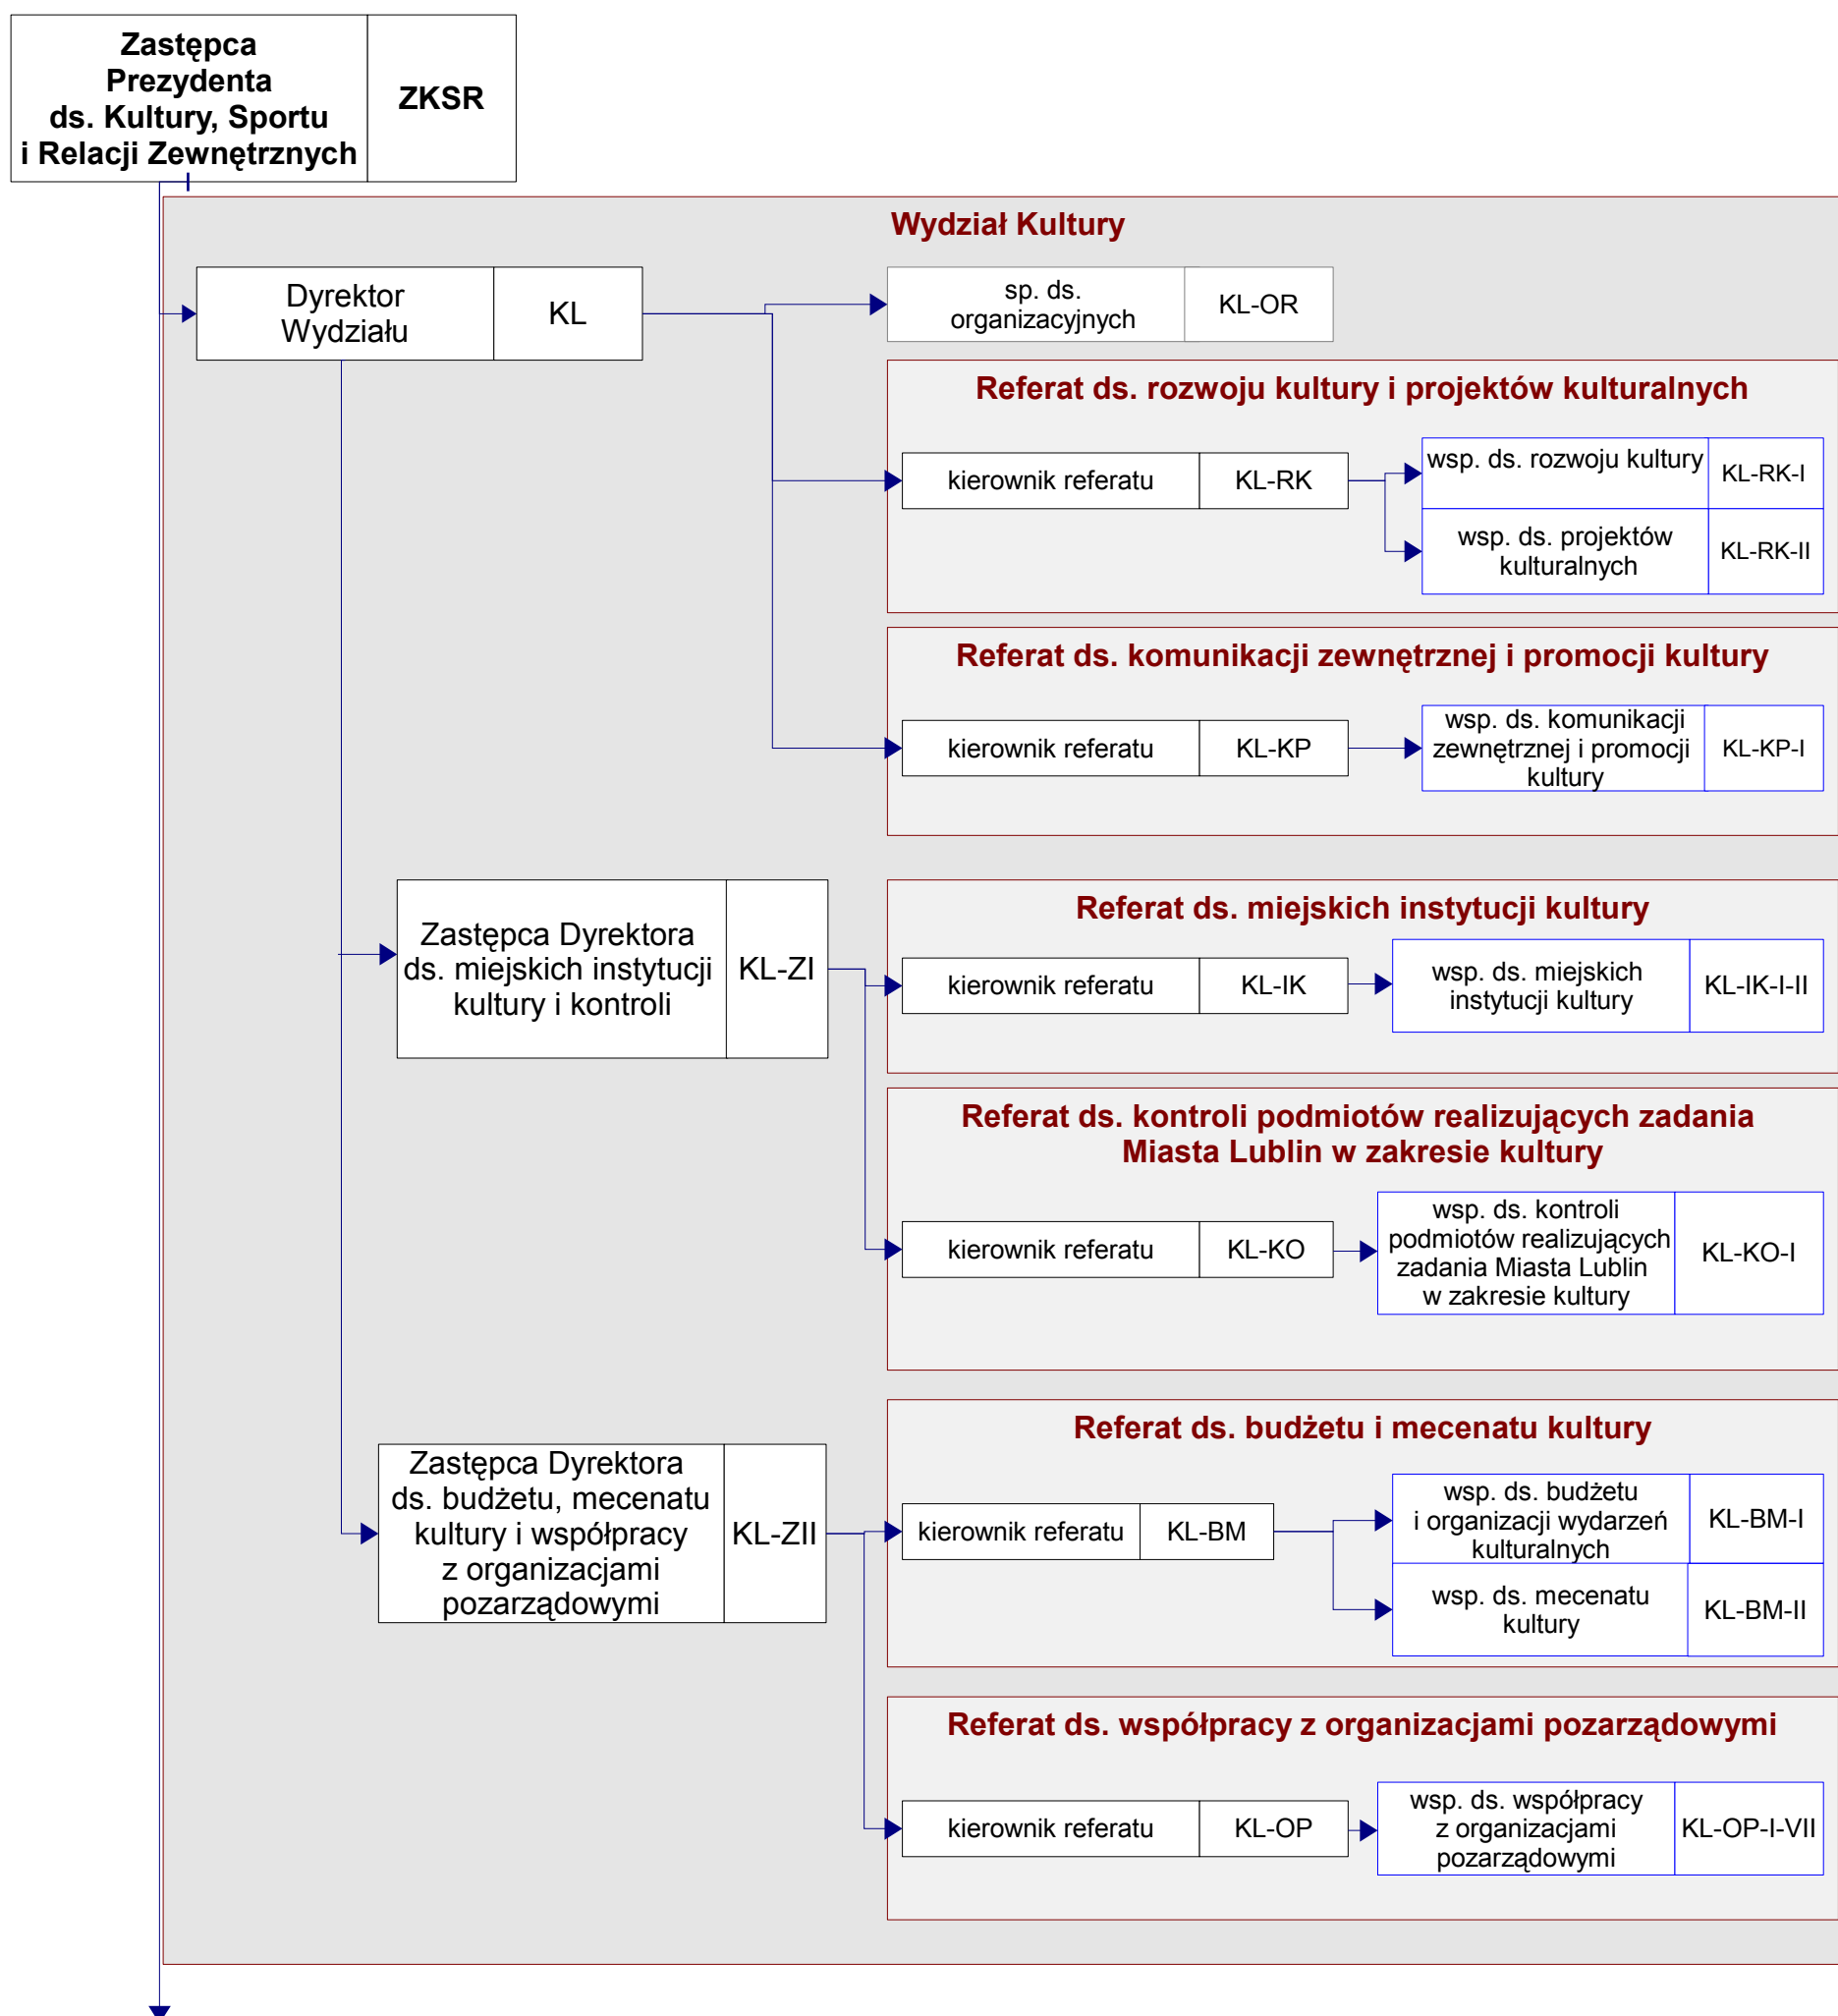 Zastępca
Prezydenta
ds. Kultury, Sportu
i Relacji Zewnętrznych
ZKSR
Wydział Kultury
Dyrektor
Wydziału
KL
sp. ds.
organizacyjnych
KL-OR
Referat ds. rozwoju kultury i projektów kulturalnych
kierownik referatu
KL-RK
wsp. ds. rozwoju kultury
KL-RK-I
wsp. ds. projektów
kulturalnych
KL-RK-II
Referat ds. komunikacji zewnętrznej i promocji kultury
kierownik referatu
KL-KP
wsp. ds. komunikacji
zewnętrznej i promocji
kultury
KL-KP-I
Zastępca Dyrektora
ds. miejskich instytucji
kultury i kontroli
KL-ZI
Referat ds. miejskich instytucji kultury
kierownik referatu
KL-IK
wsp. ds. miejskich
instytucji kultury
KL-IK-I-II
Referat ds. kontroli podmiotów realizujących zadania
Miasta Lublin w zakresie kultury
kierownik referatu
KL-KO
wsp. ds. kontroli
podmiotów realizujących
zadania Miasta Lublin
w zakresie kultury
KL-KO-I
Zastępca Dyrektora
ds. budżetu, mecenatu
kultury i współpracy
z organizacjami
pozarządowymi
KL-ZII
Referat ds. budżetu i mecenatu kultury
kierownik referatu
KL-BM
wsp. ds. budżetu
i organizacji wydarzeń
kulturalnych
KL-BM-I
wsp. ds. mecenatu
kultury
KL-BM-II
Referat ds. współpracy z organizacjami pozarządowymi
kierownik referatu
KL-OP
wsp. ds. współpracy
z organizacjami
pozarządowymi
KL-OP-I-VII